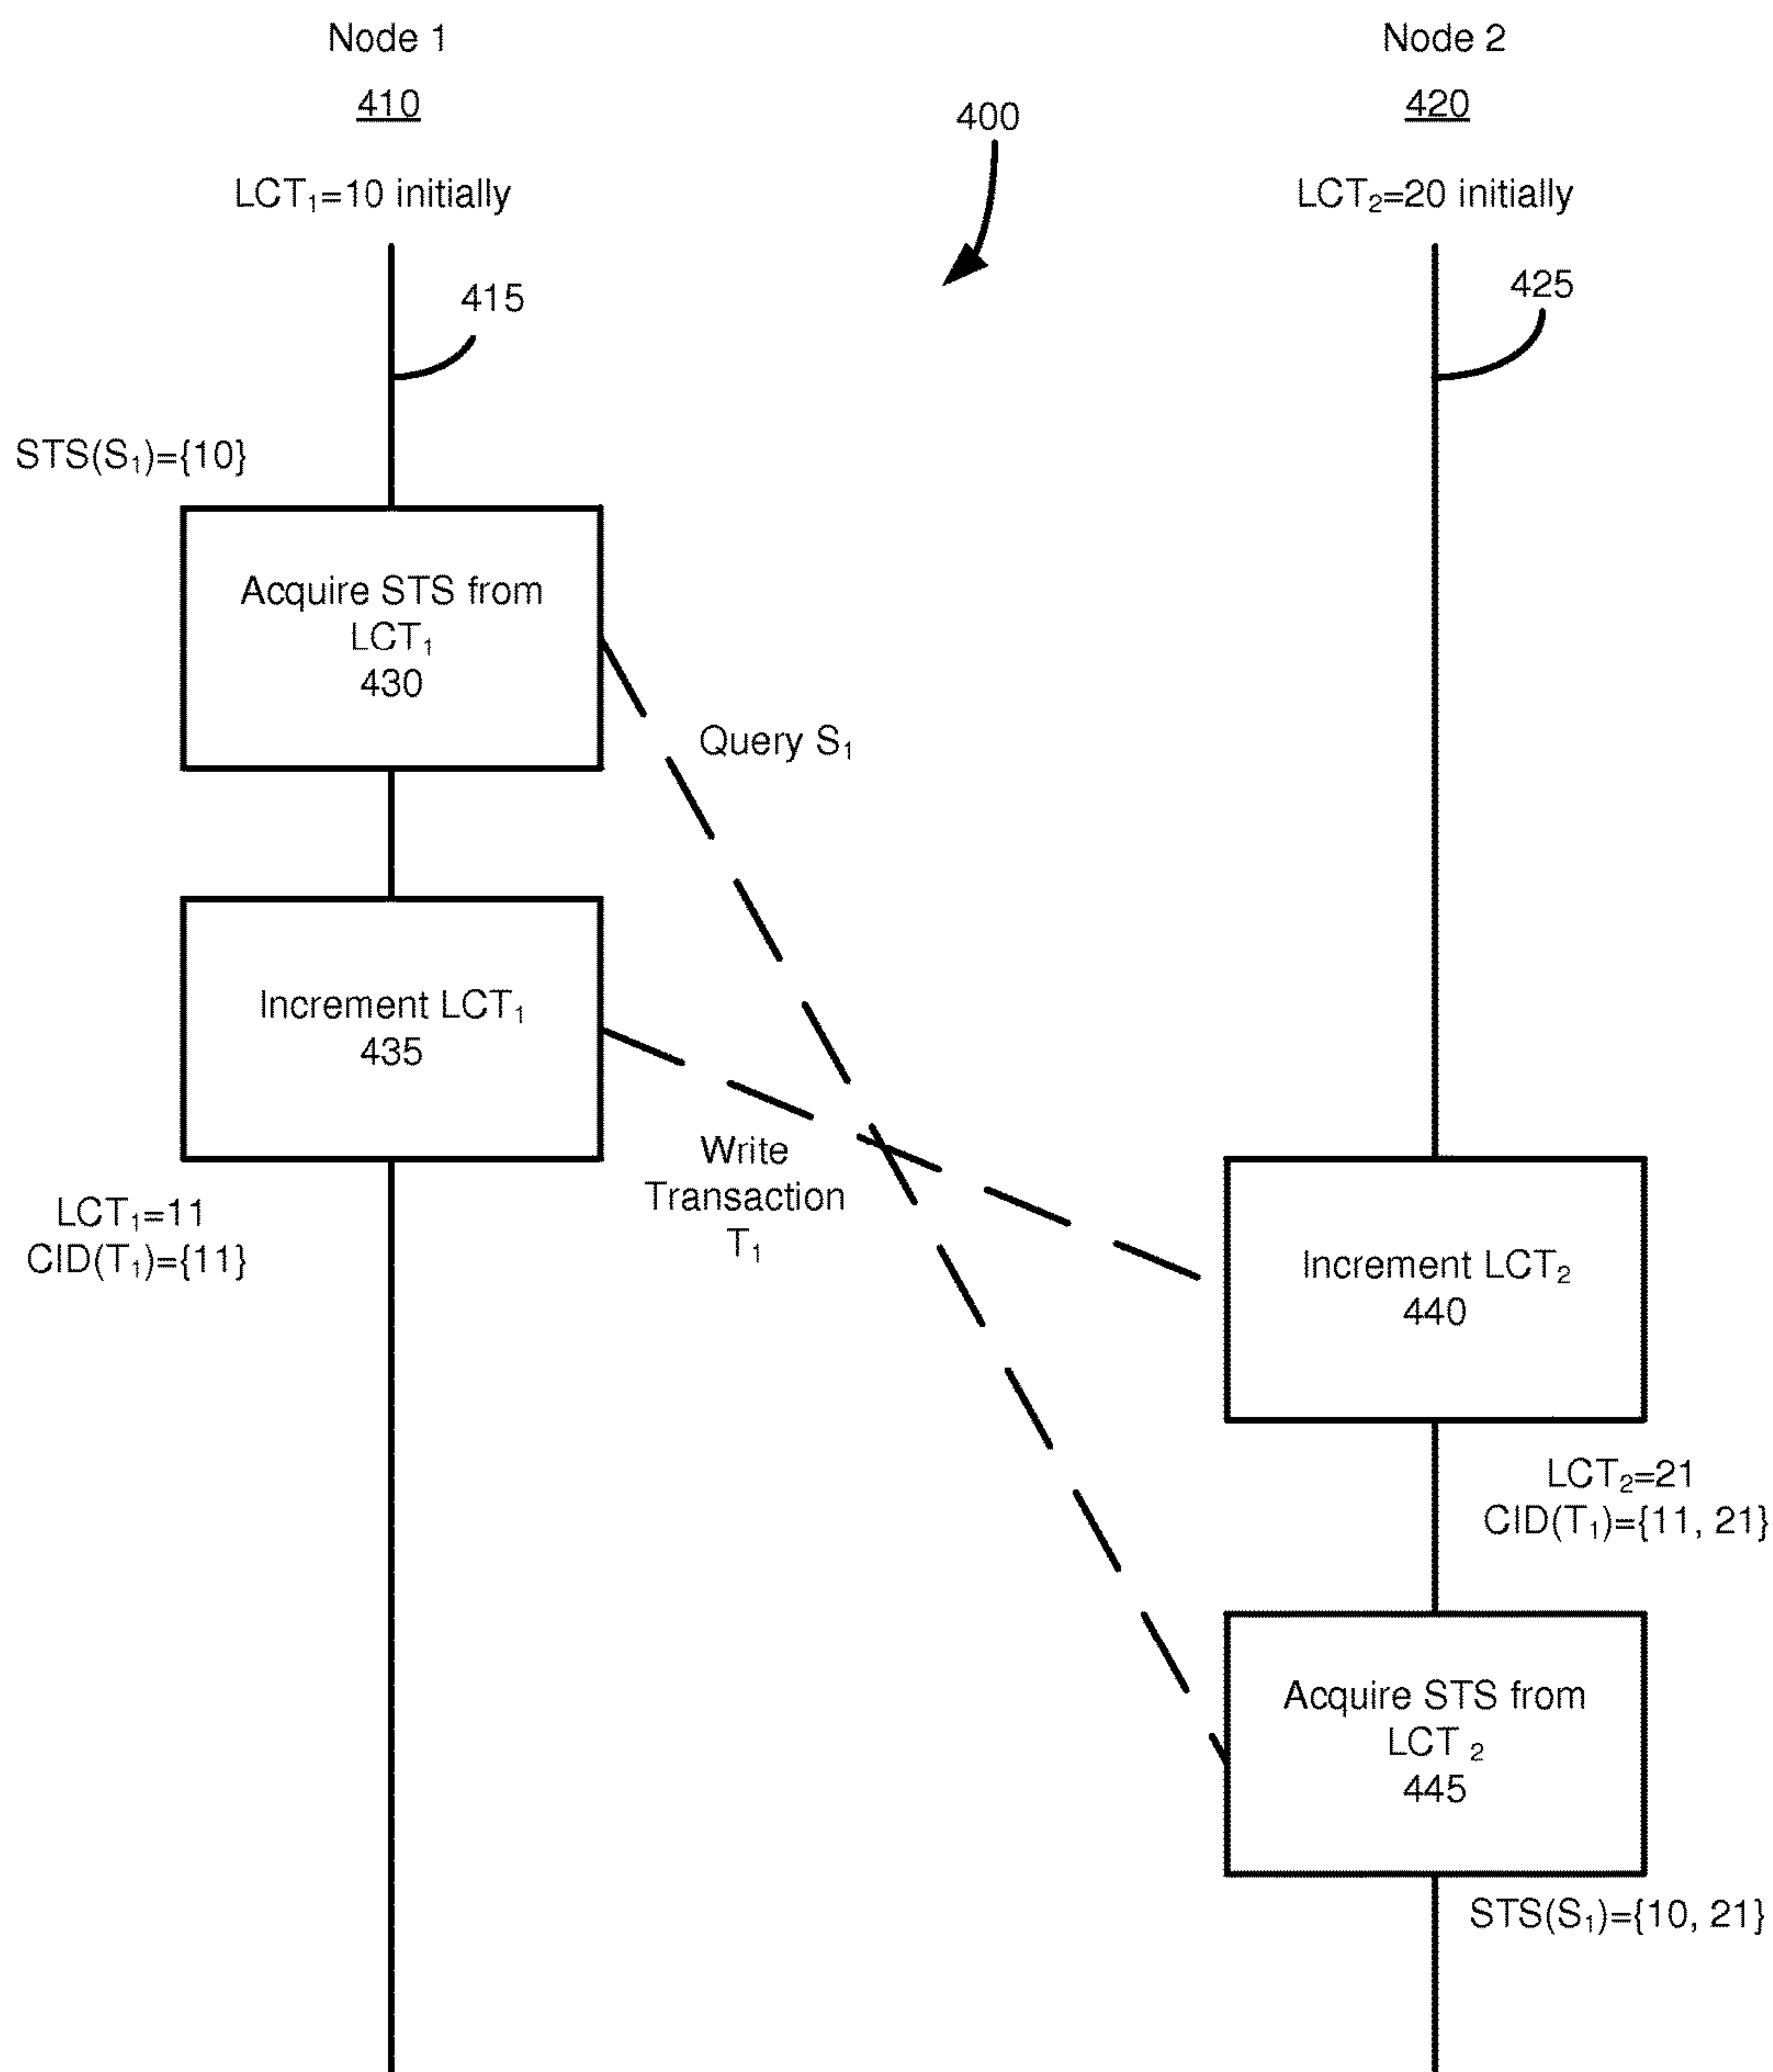 Node 1
410
LCT₁=10 initially
400
Node 2
420
LCT₂=20 initially
415
425
STS(S₁)={10}
Acquire STS from
LCT₁
430
Query S₁
Increment LCT₁
435
Write
Transaction
T₁
LCT₁=11
CID(T₁)={11}
Increment LCT₂
440
LCT₂=21
CID(T₁)={11, 21}
Acquire STS from
LCT ₂
445
STS(S₁)={10, 21}